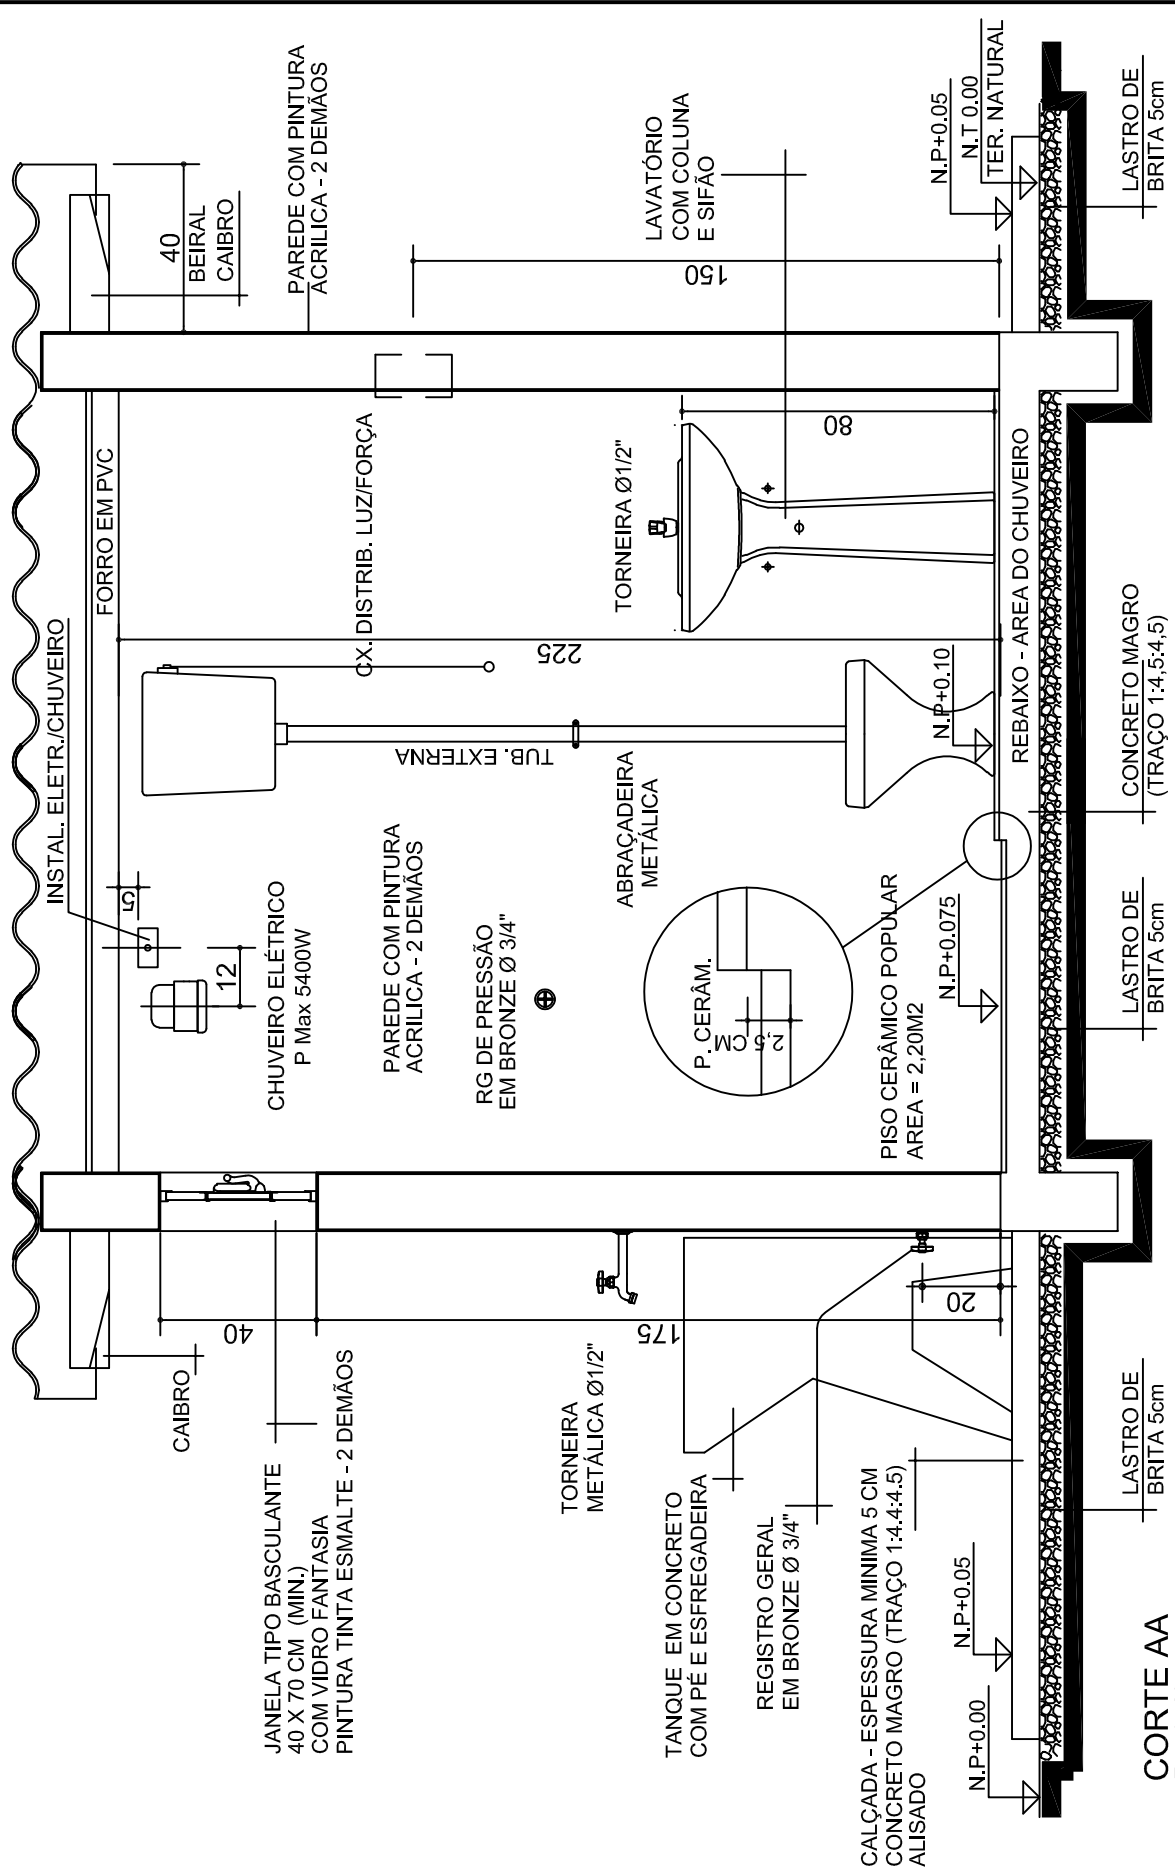 INSTAL. ELETR./CHUVEIRO
FORRO EM PVC
40
BEIRAL
CAIBRO
PAREDE COM PINTURA
ACRILICA - 2 DEMÃOS
CAIBRO
JANELA TIPO BASCULANTE
40 X 70 CM (MIN.)
COM VIDRO FANTASIA
PINTURA TINTA ESMALTE - 2 DEMÃOS
40
5
12
CHUVEIRO ELÉTRICO
P Max 5400W
PAREDE COM PINTURA
ACRILICA - 2 DEMÃOS
RG DE PRESSÃO
EM BRONZE Ø 3/4"
TUB. EXTERNA
CX. DISTRIB. LUZ/FORÇA
225
ABRAÇADEIRA
METÁLICA
TORNEIRA Ø1/2"
LAVATÓRIO
COM COLUNA
E SIFÃO
150
80
TORNEIRA
METÁLICA Ø1/2"
175
TANQUE EM CONCRETO
COM PÉ E ESFREGADEIRA
REGISTRO GERAL
EM BRONZE Ø 3/4"
20
CALÇADA - ESPESSURA MINIMA 5 CM
CONCRETO MAGRO (TRAÇO 1:4.4:4.5)
ALISADO
P. CERÂM.
2,5 CM
PISO CERÂMICO POPULAR
AREA = 2,20M2
N.P+0.00
N.P+0.05
N.P+0.075
N.P+0.10
N.P+0.05
N.T 0.00
TER. NATURAL
REBAIXO - AREA DO CHUVEIRO
LASTRO DE
BRITA 5cm
LASTRO DE
BRITA 5cm
CONCRETO MAGRO
(TRAÇO 1:4,5:4,5)
LASTRO DE
BRITA 5cm
CORTE AA